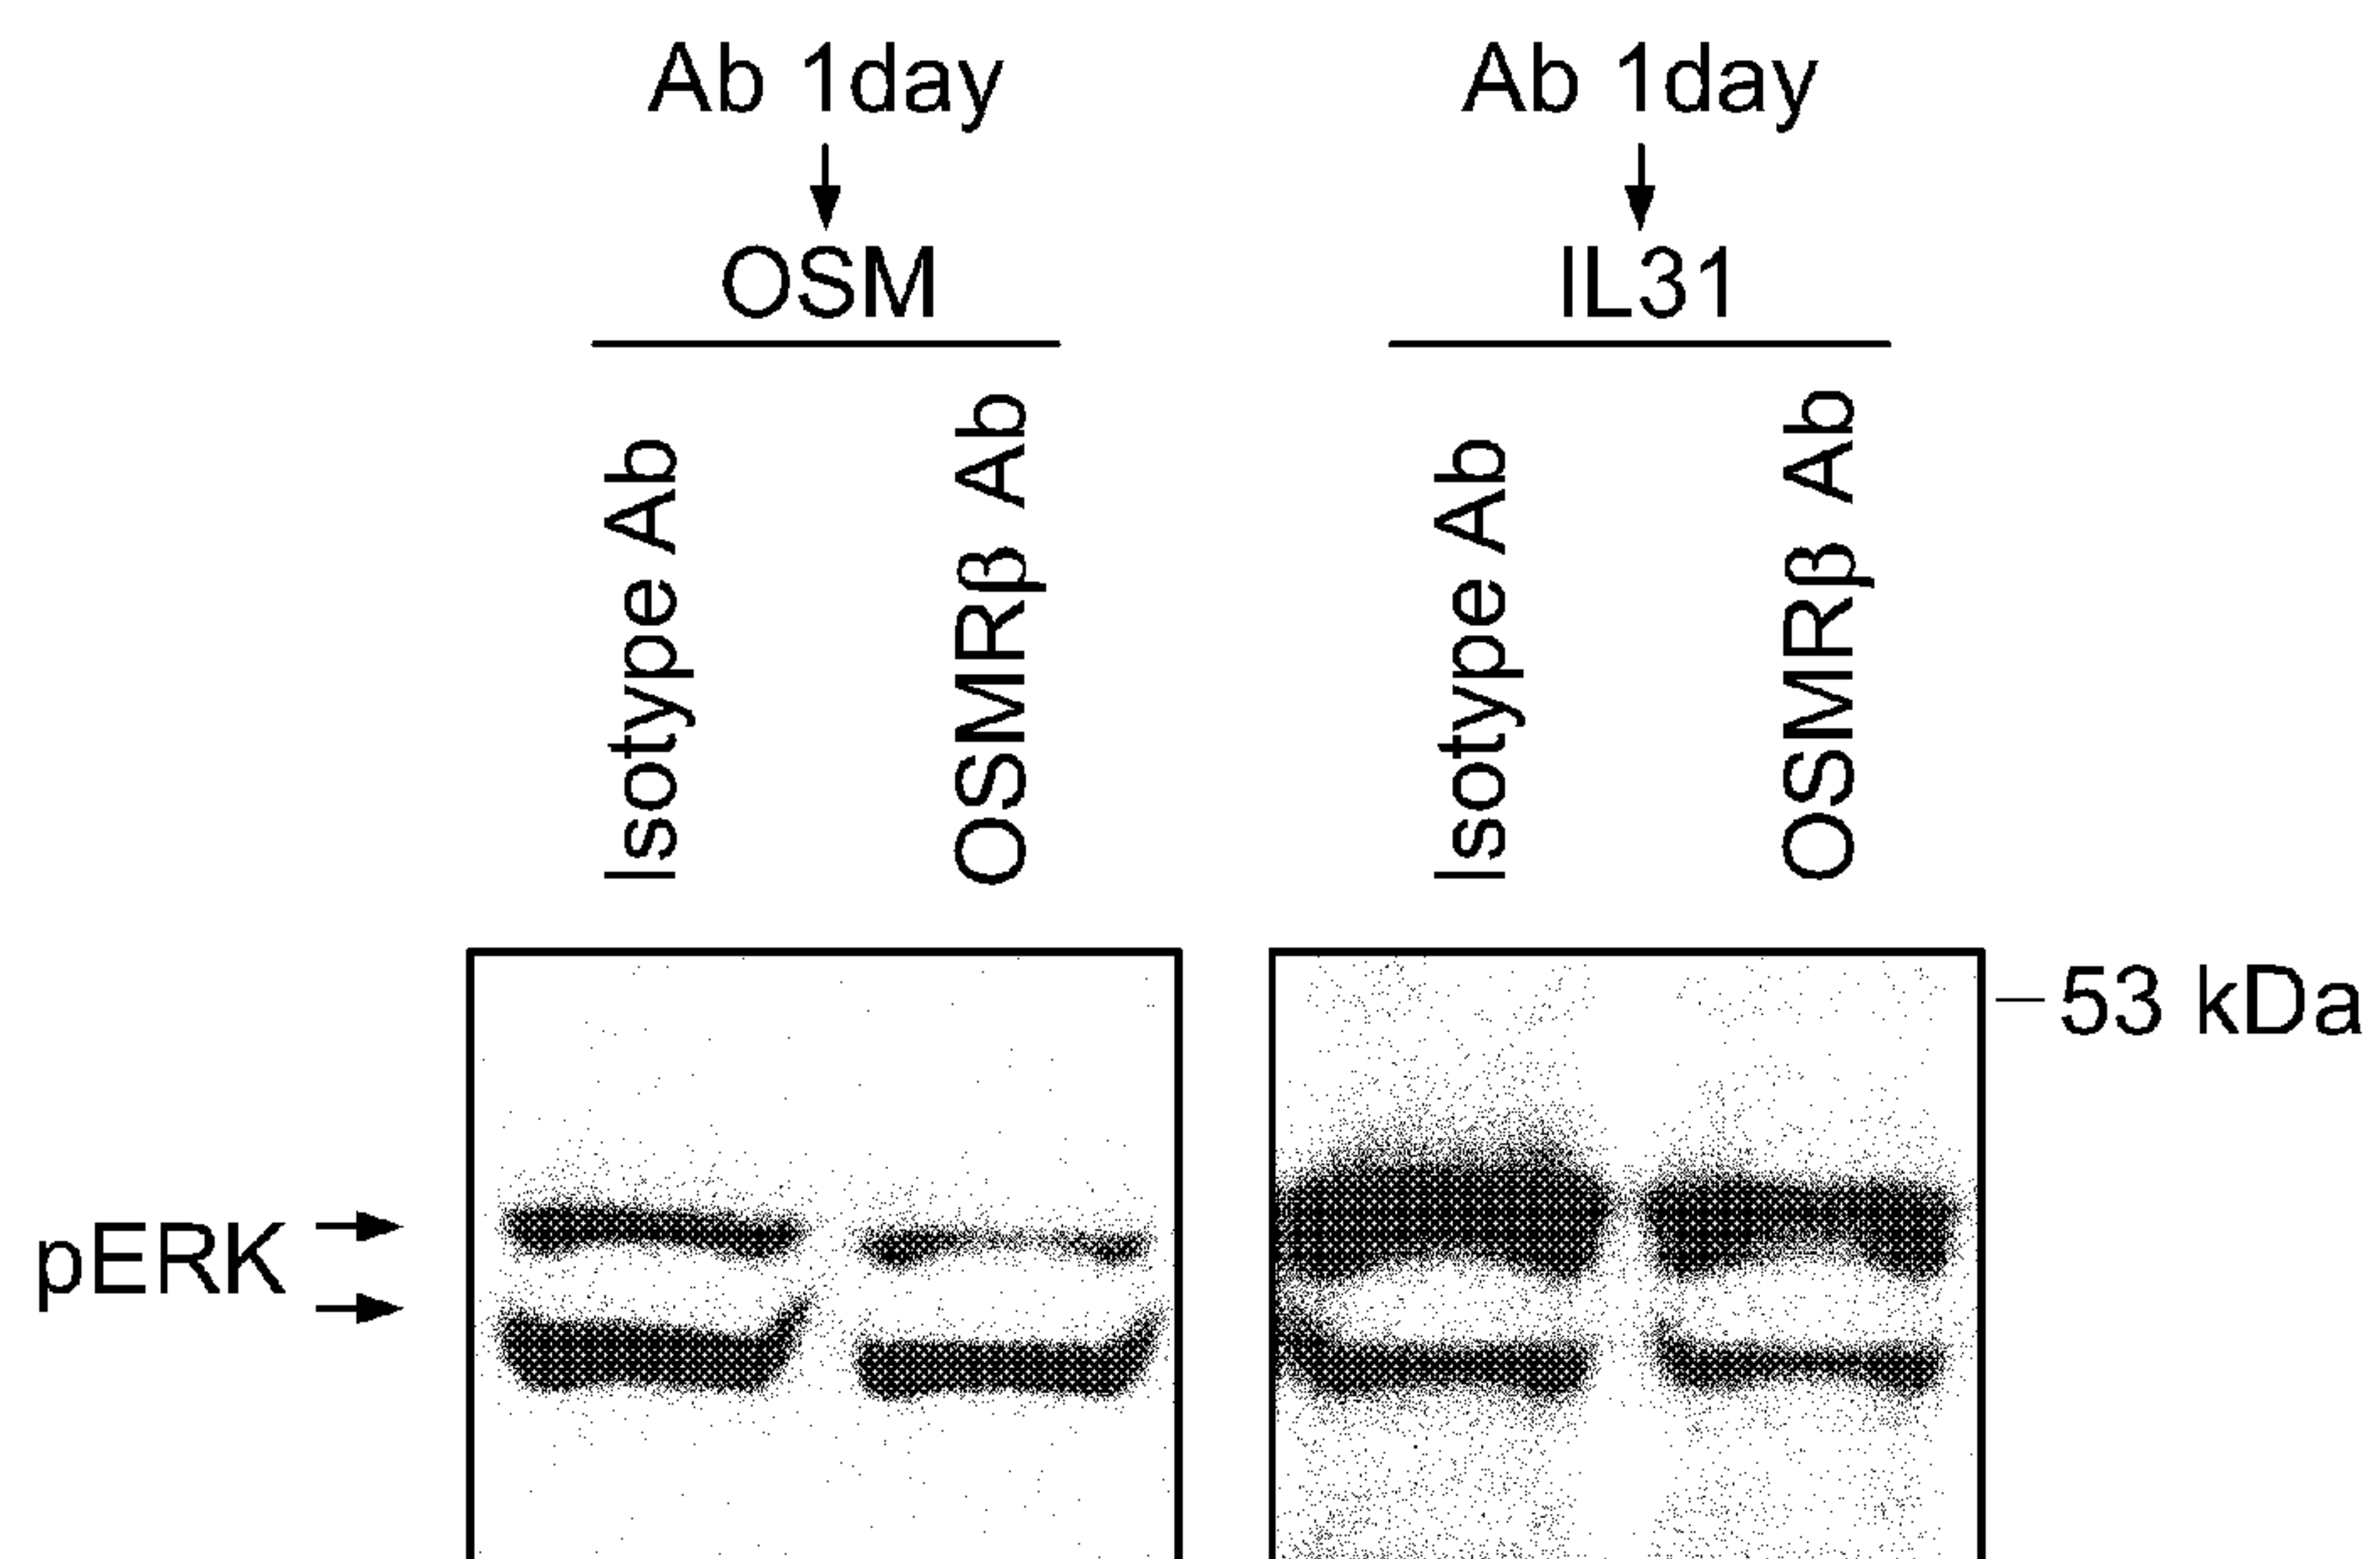 Ab 1day
OSM
Isotype Ab
OSMRβ Ab
Ab 1day
IL31
Isotype Ab
OSMRβ Ab
53 kDa
pERK